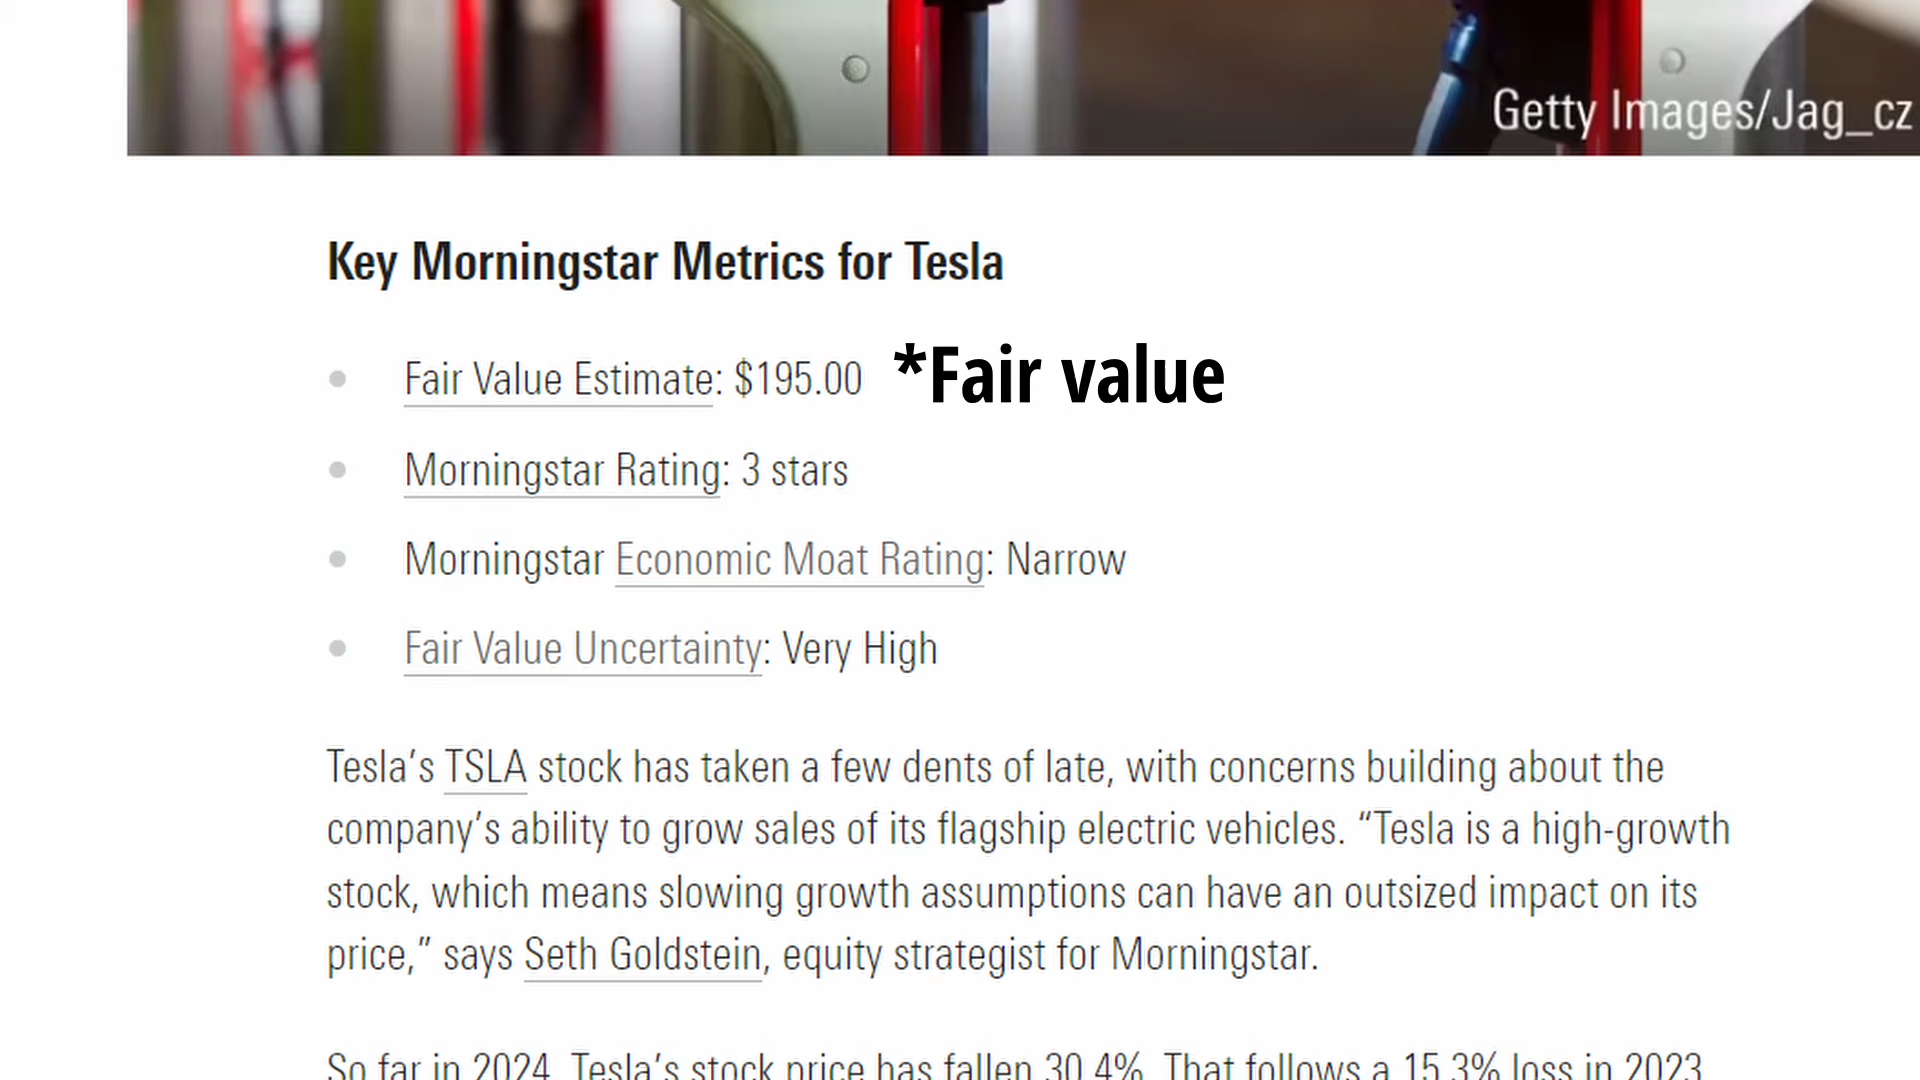 Getty Images/Jag_cz
Key Morningstar Metrics for Tesla
Fair Value Estimate: $195.00 *Fair value
Morningstar Rating: 3 stars
Morningstar Economic Moat Rating: Narrow
Fair Value Uncertainty: Very High
Tesla’s TSLA stock has taken a few dents of late, with concerns building about the
company’s ability to grow sales of its flagship electric vehicles. “Tesla is a high-growth
stock, which means slowing growth assumptions can have an outsized impact on its
price,” says Seth Goldstein, equity strategist for Morningstar.
So far in 2024, Tesla’s stock price has fallen 30.4%. That follows a 15.3% loss in 2023